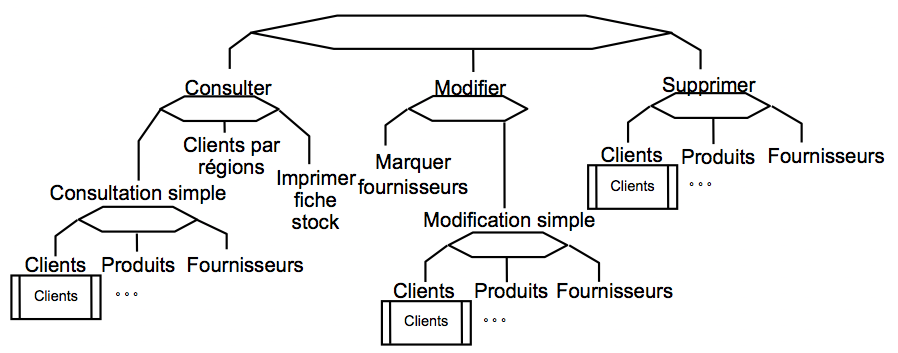 Consulter
Modifier
Supprimer
Clients par
régions
Imprimer
fiche
stock
Marquer
fournisseurs
Clients
Produits
Fournisseurs
Clients
° ° °
Consultation simple
Clients
Produits
Fournisseurs
Clients
° ° °
Modification simple
Clients
Produits
Fournisseurs
Clients
° ° °